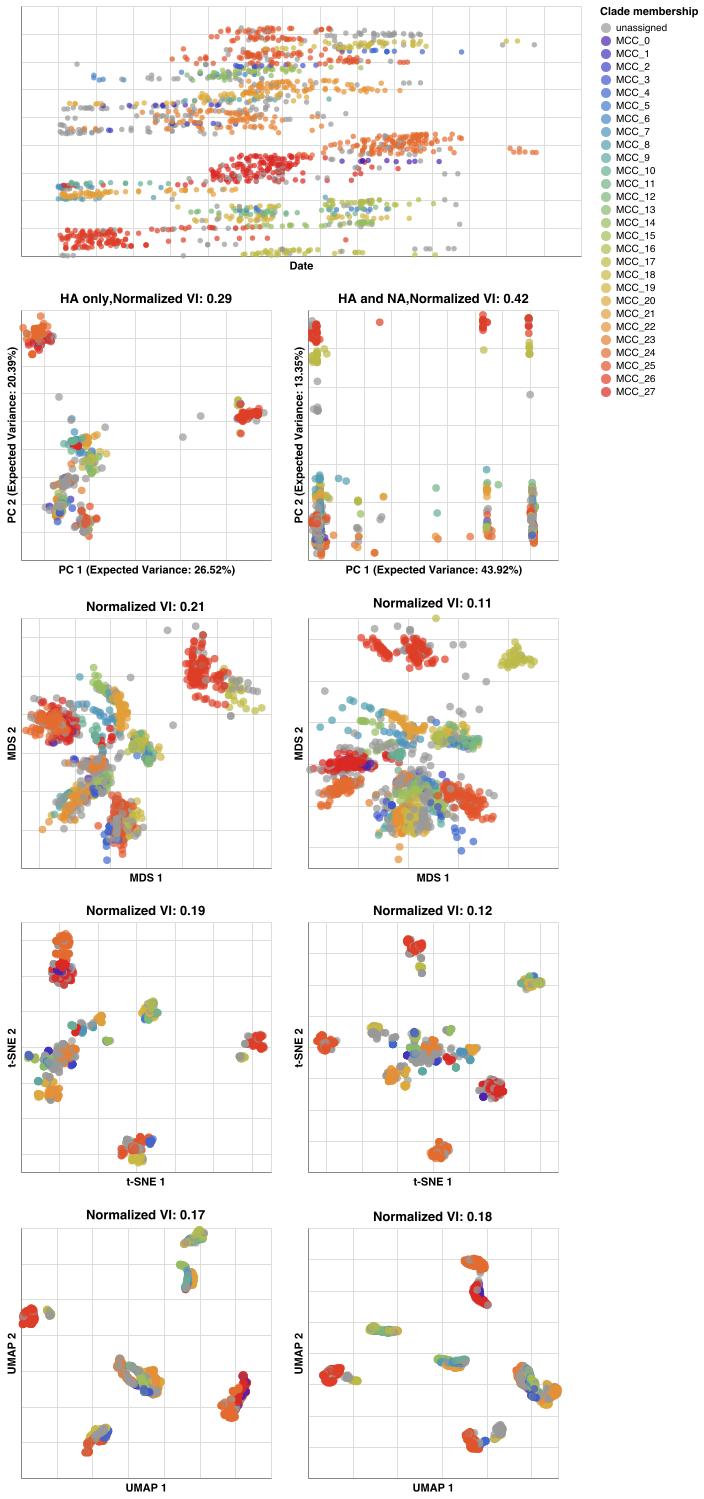 Clade membership
unassigned
MCC_0
MCC_1
MCC_2
MCC_3
MCC_4
MCC_5
MCC_6
MCC_7
MCC_8
MCC_9
MCC_10
MCC_11
MCC_12
MCC_13
MCC_14
MCC_15
MCC_16
MCC_17
MCC_18
MCC_19
MCC_20
MCC_21
MCC_22
MCC_23
MCC_24
MCC_25
MCC_26
MCC_27
Date
HA only,Normalized VI: 0.29
PC 2 (Expected Variance: 20.39%)
PC 1 (Expected Variance: 26.52%)
HA and NA,Normalized VI: 0.42
PC 2 (Expected Variance: 13.35%)
PC 1 (Expected Variance: 43.92%)
Normalized VI: 0.21
MDS 2
MDS 1
Normalized VI: 0.11
MDS 2
MDS 1
Normalized VI: 0.19
t-SNE 2
t-SNE 1
Normalized VI: 0.12
t-SNE 2
t-SNE 1
Normalized VI: 0.17
UMAP 2
UMAP 1
Normalized VI: 0.18
UMAP 2
UMAP 1